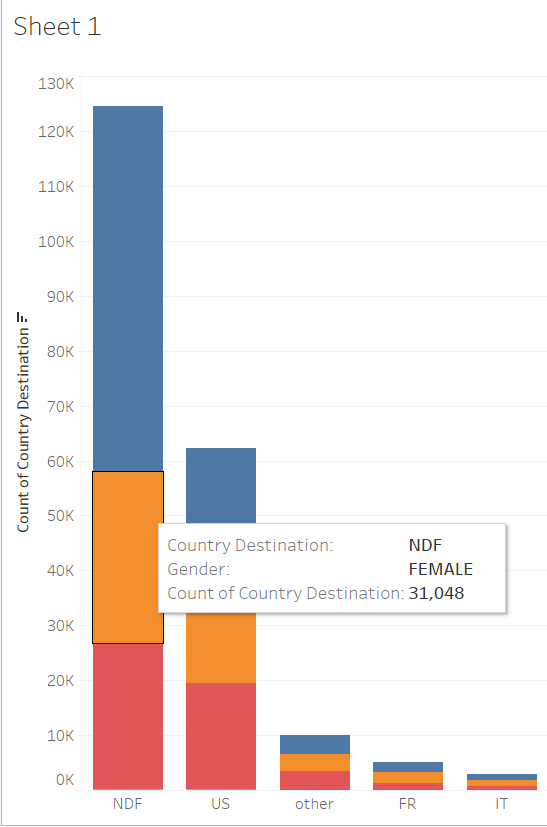 Sheet 1
Count of Country Destination
130K
120K
110K
100K
90K
80K
70K
60K
50K
40K
30K
20K
10K
0K
Country Destination: NDF
Gender: FEMALE
Count of Country Destination: 31,048
NDF US other FR IT